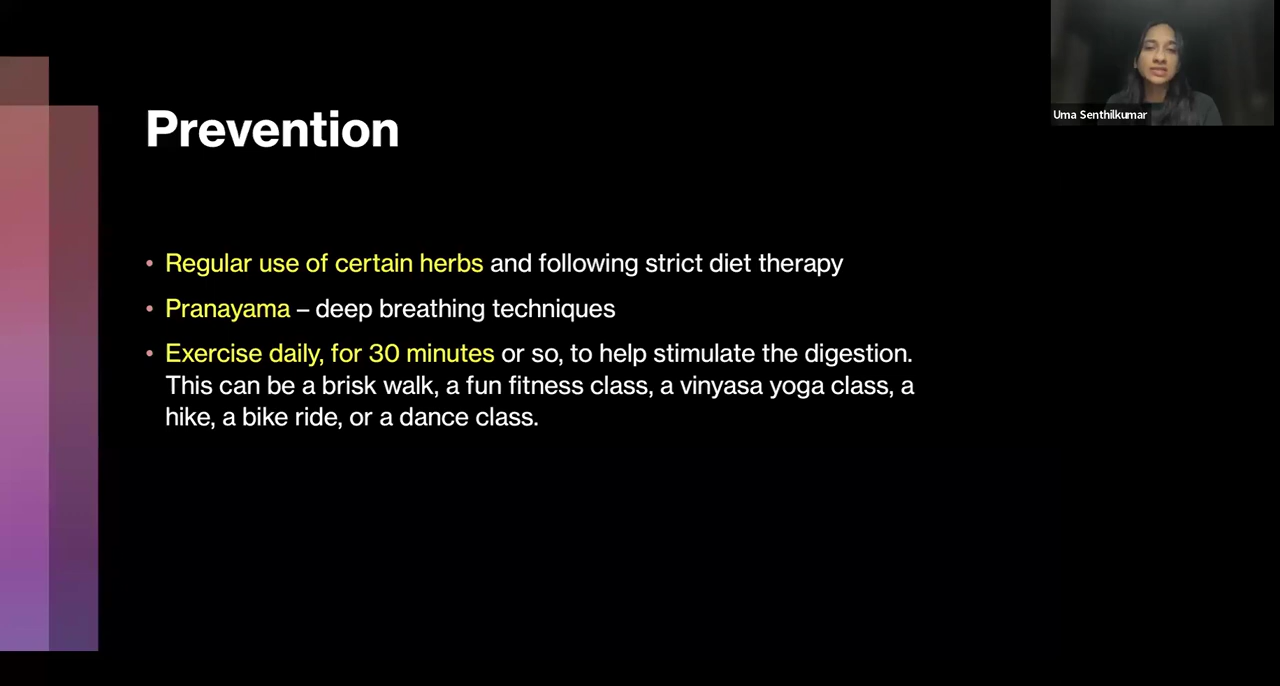 Prevention
Uma Senthilkumar
• Regular use of certain herbs and following strict diet therapy
• Pranayama – deep breathing techniques
• Exercise daily, for 30 minutes or so, to help stimulate the digestion.
This can be a brisk walk, a fun fitness class, a vinyasa yoga class, a
hike, a bike ride, or a dance class.